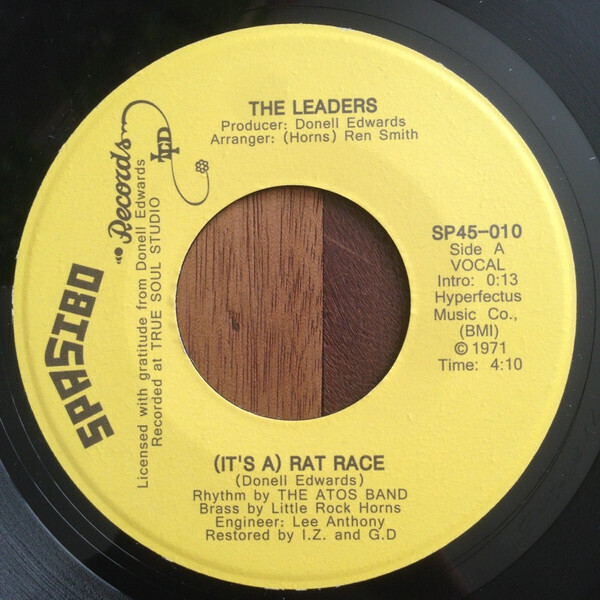 THE LEADERS
Producer: Donell Edwards
Arranger: (Horns) Ren Smith
SPASIBO
Records LTD
Licensed with gratitude from Donell Edwards
Recorded at TRUE SOUL STUDIO
SP45-010
Side A
VOCAL
Intro: 0:13
Hyperfectus
Music Co.,
(BMI)
© 1971
Time: 4:10
(IT'S A) RAT RACE
(Donell Edwards)
Rhythm by THE ATOS BAND
Brass by Little Rock Horns
Engineer: Lee Anthony
Restored by I.Z. and G.D